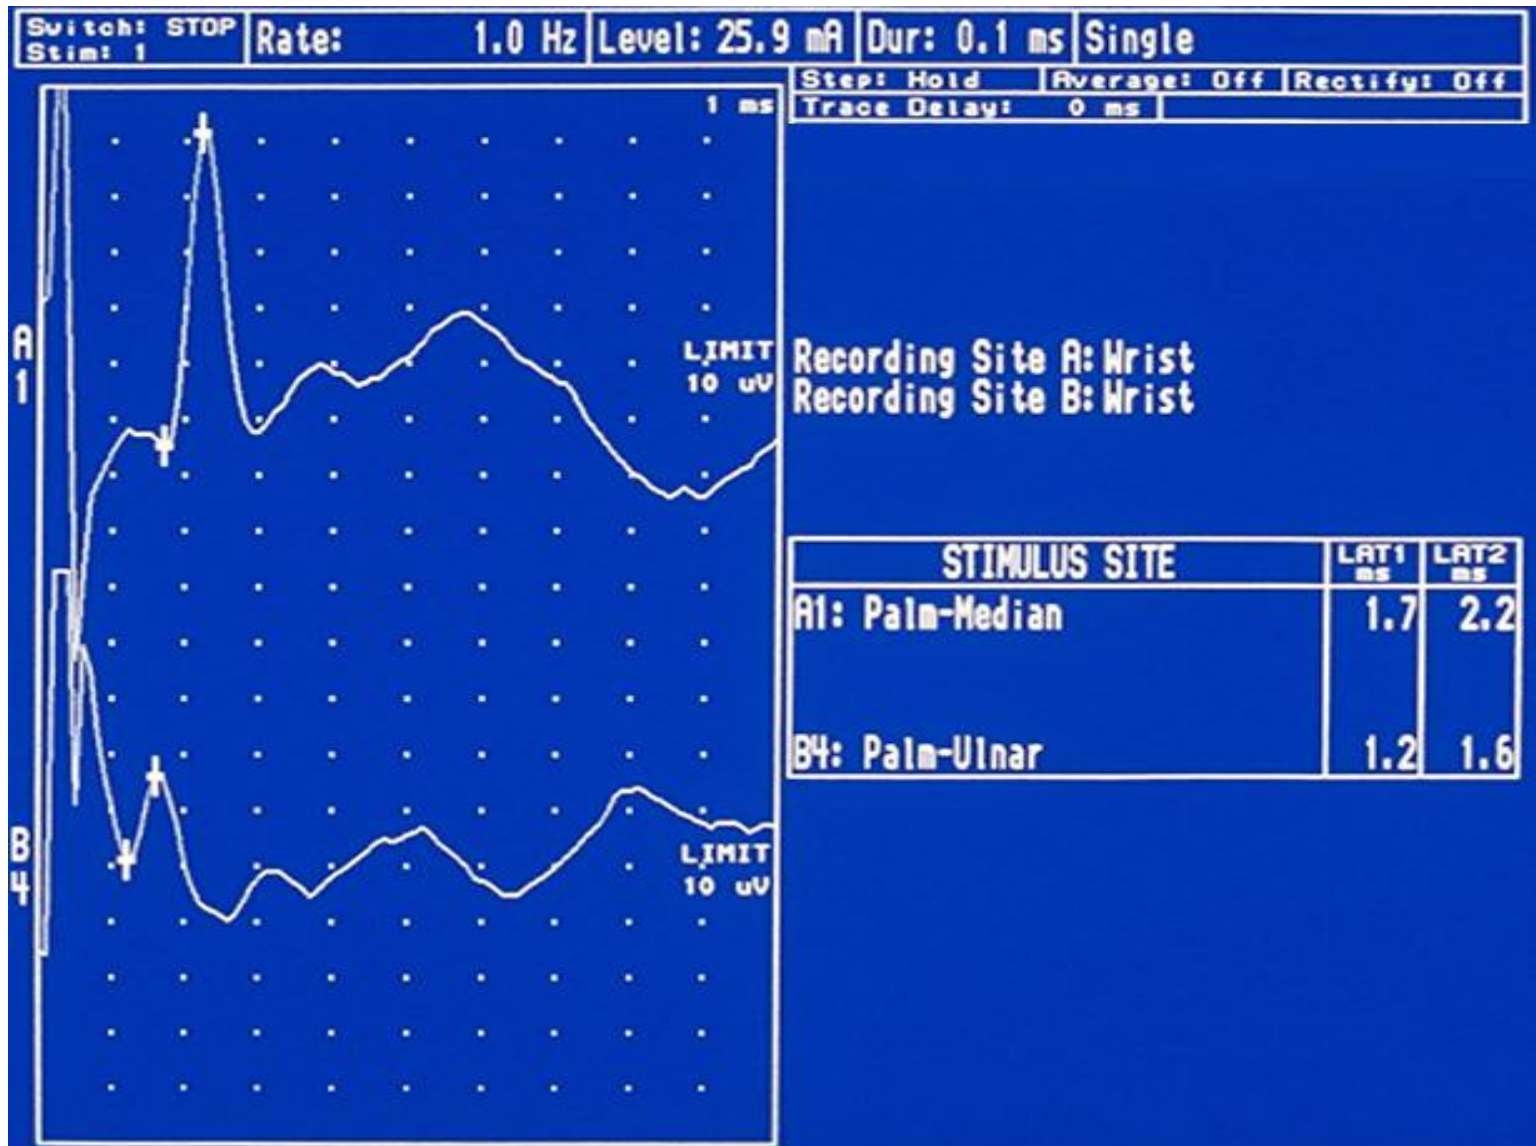 Switch: STOP
Stim: 1
Rate: 1.0 Hz
Level: 25.9 mA
Dur: 0.1 ms
Single
Step: Hold
Average: Off
Rectify: Off
Trace Delay: 0 ms
1 ms
A
1
LIMIT
10 uV
Recording Site A: Wrist
Recording Site B: Wrist
STIMULUS SITE LAT1 ms LAT2 ms
A1: Palm-Median 1.7 2.2
B4: Palm-Ulnar 1.2 1.6
B
4
LIMIT
10 uV